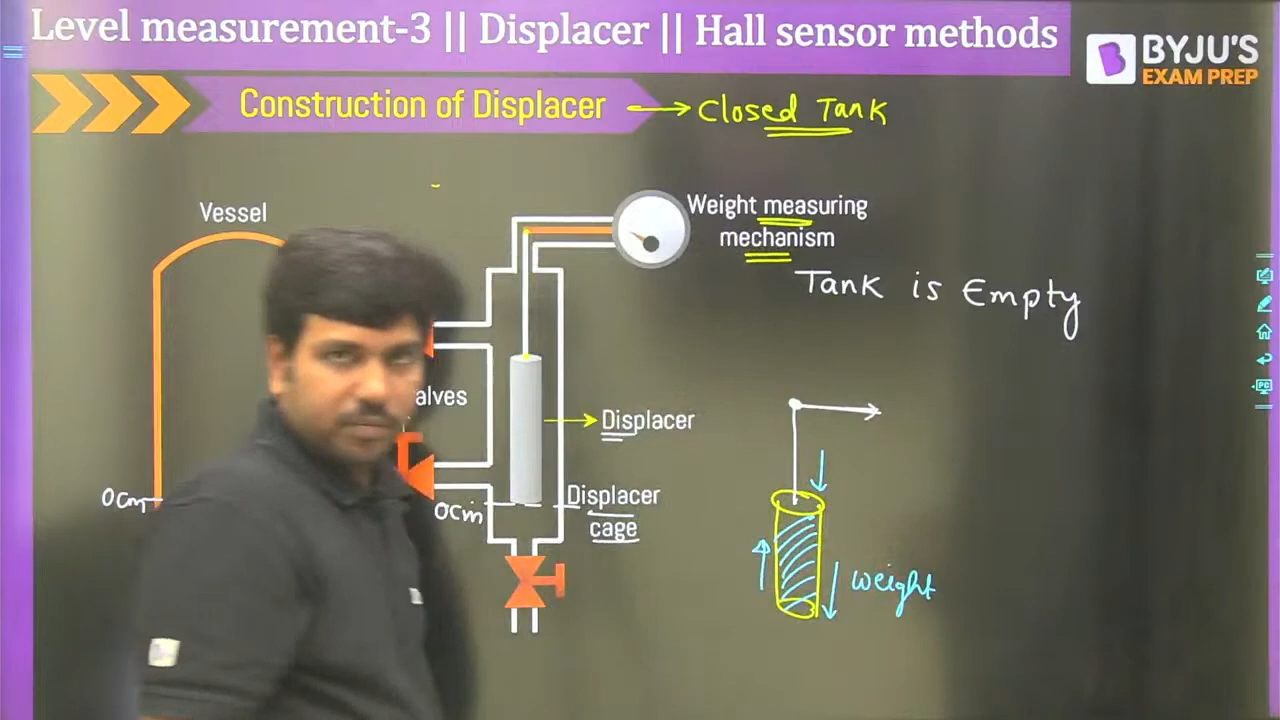 Level measurement-3 || Displacer || Hall sensor methods
BYJU'S
EXAM PREP
Construction of Displacer → Closed Tank
Vessel
Weight measuring
mechanism
Tank is Empty
alves
Displacer
0cm
0cm
Displacer
cage
weight
PC